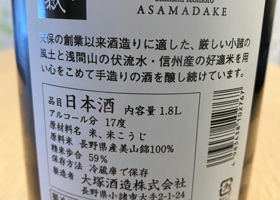 Shinshu Komoro
ASAMADAKE
天保の創業以来酒造りに適した、厳しい小諸の
風土と浅間山の伏流水・信州産の好適米を用
い心をこめて手造りの酒を醸し続けています。
品目 日本酒 内容量 1.8L
アルコール分 17度
原材料名 米、米こうじ
原料米 長野県産美山錦100%
精米歩合 59%
保存方法 冷蔵庫で保存
製造者 大塚酒造株式会社
長野県小諸市大手2-1-24